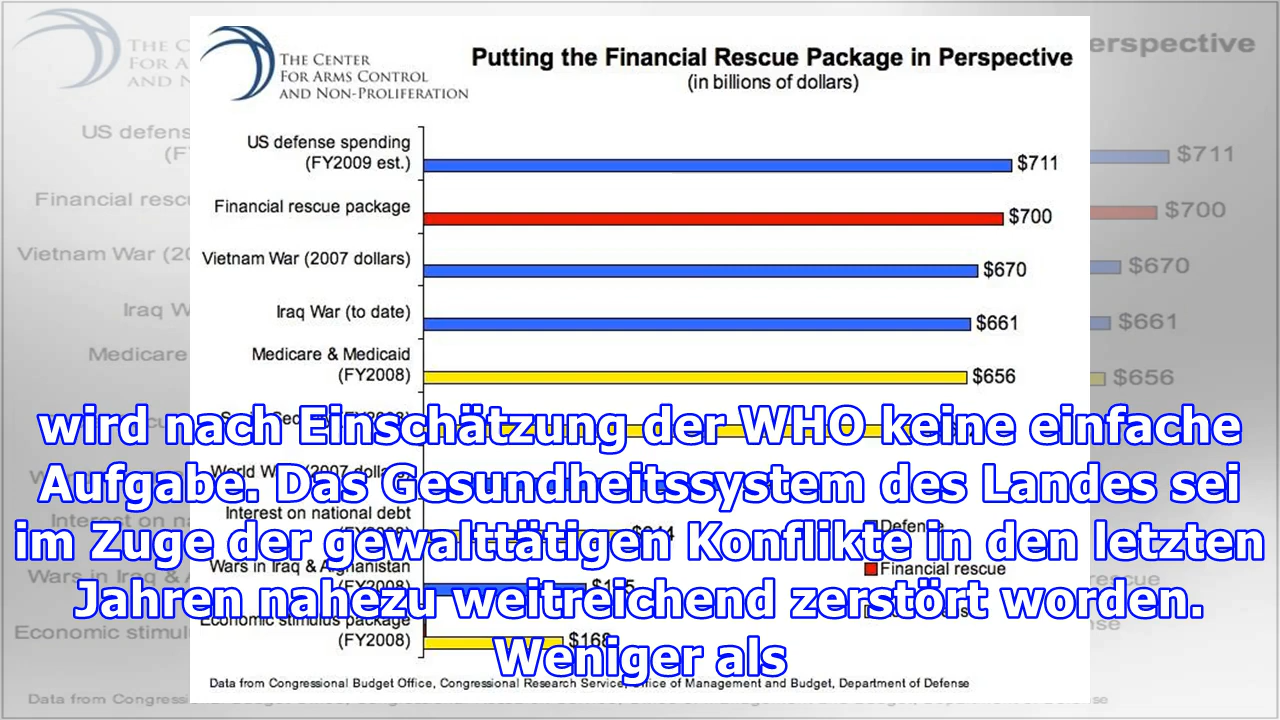 THE CENTER
FOR ARMS CONTROL
AND NON-PROLIFERATION
Putting the Financial Rescue Package in Perspective
(in billions of dollars)
US defense spending
(FY2009 est.)
$711
Financial rescue package
$700
Vietnam War (2007 dollars)
$670
Iraq War (to date)
$661
Medicare & Medicaid
(FY2008)
$656
wird nach Einschätzung der WHO keine einfache
Aufgabe. Das Gesundheitssystem des Landes sei
im Zuge der gewalttätigen Konflikte in den letzten
Jahren nahezu weitreichend zerstört worden.
Weniger als
Interest on national debt
Defense
Wars in Iraq & Afghanistan
Financial rescue
Economic stimulus package
(FY2008)
$168
Data from Congressional Budget Office, Congressional Research Service, Office of Management and Budget, Department of Defense